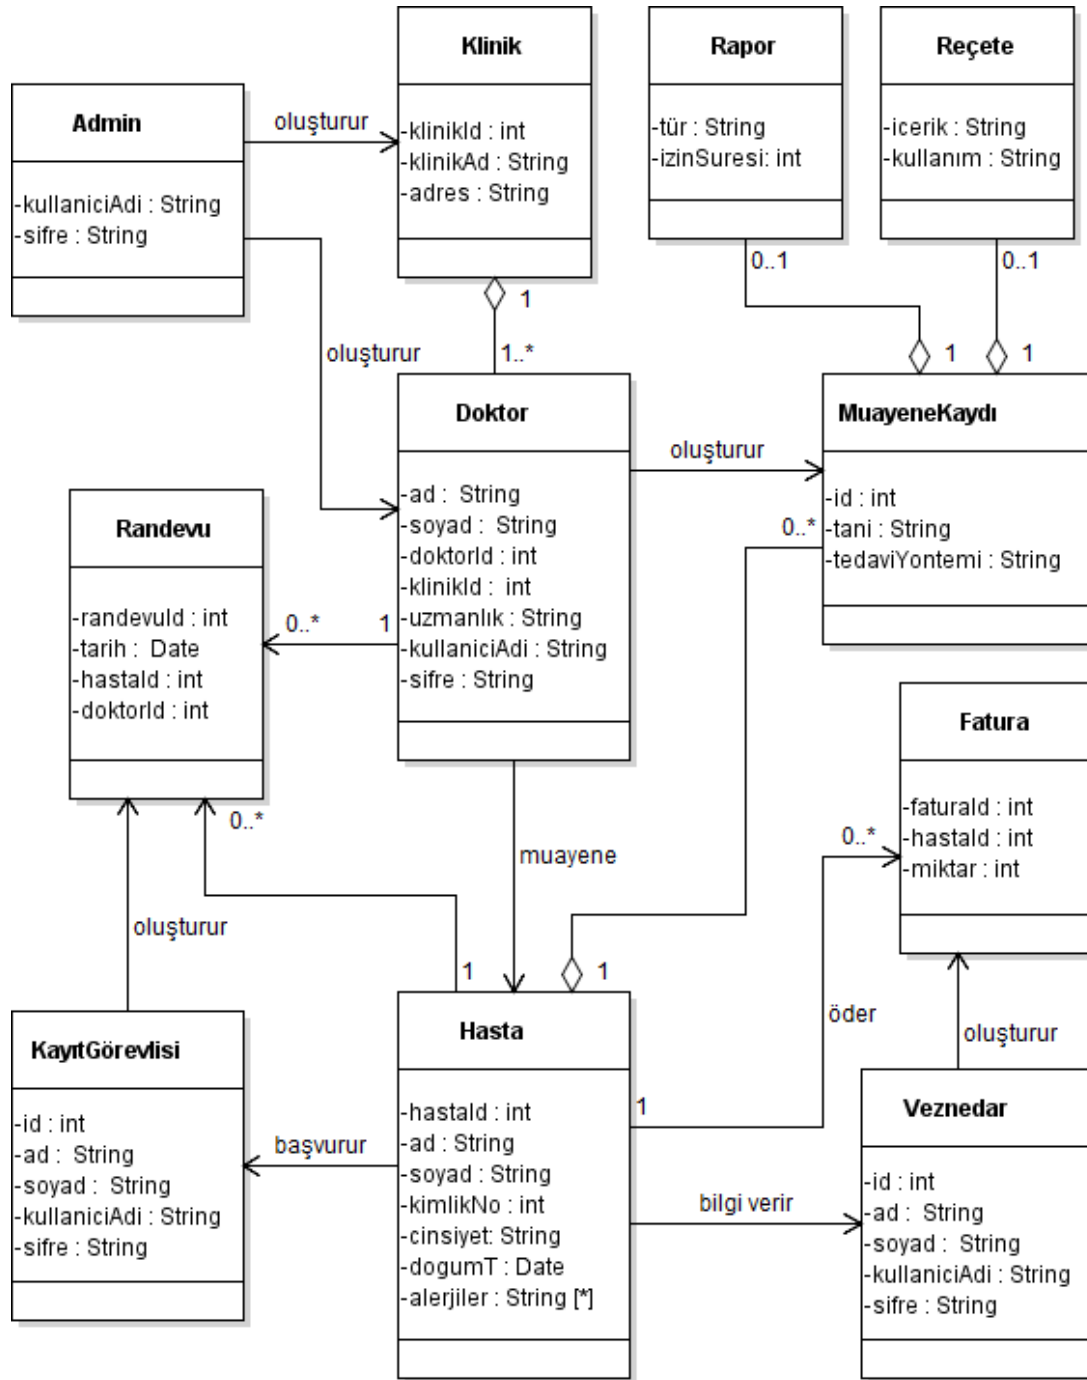 Klinik
-klinikId : int
-klinikAd : String
-adres : String
Rapor
-tür : String
-izinSuresi: int
Reçete
-icerik : String
-kullanım : String
Admin
-kullaniciAdi : String
-sifre : String
oluşturur
oluşturur
1
1..*
0..1
0..1
1
1
Doktor
-ad : String
-soyad : String
-doktorId : int
-klinikId : int
-uzmanlık : String
-kullaniciAdi : String
-sifre : String
oluşturur
MuayeneKaydı
-id : int
-tani : String
-tedaviYontemi : String
0..*
Randevu
-randevuId : int
-tarih : Date
-hastaId : int
-doktorId : int
0..*
1
0..*
muayene
Fatura
-faturaId : int
-hastaId : int
-miktar : int
0..*
oluşturur
1
1
öder
oluşturur
KayıtGörevlisi
-id : int
-ad : String
-soyad : String
-kullaniciAdi : String
-sifre : String
başvurur
Hasta
-hastaId : int
-ad : String
-soyad : String
-kimlikNo : int
-cinsiyet: String
-dogumT : Date
-alerjiler : String [*]
1
bilgi verir
Veznedar
-id : int
-ad : String
-soyad : String
-kullaniciAdi : String
-sifre : String